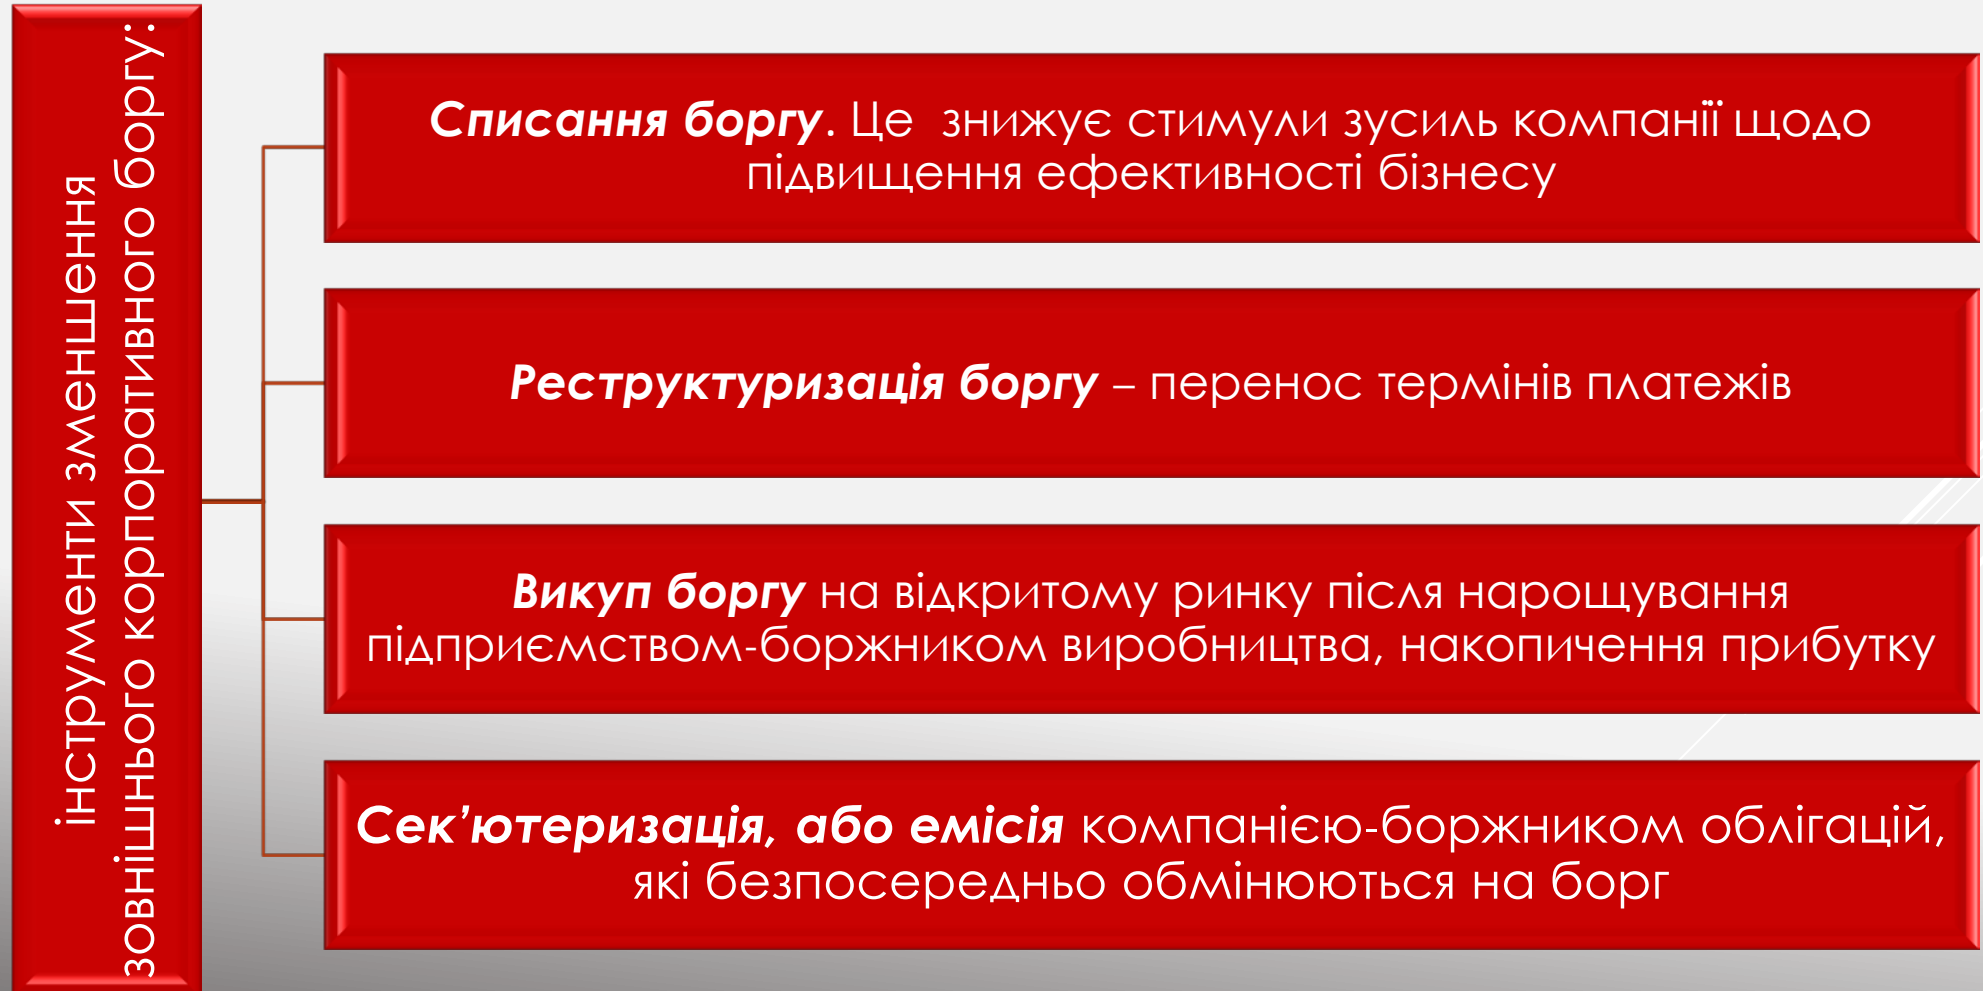 інструменти зменшення
зовнішнього корпоративного боргу:
Списання боргу. Це знижує стимули зусиль компанії щодо
підвищення ефективності бізнесу
Реструктуризація боргу – перенос термінів платежів
Викуп боргу на відкритому ринку після нарощування
підприємством-боржником виробництва, накопичення прибутку
Сек’ютеризація, або емісія компанією-боржником облігацій,
які безпосередньо обмінюються на борг